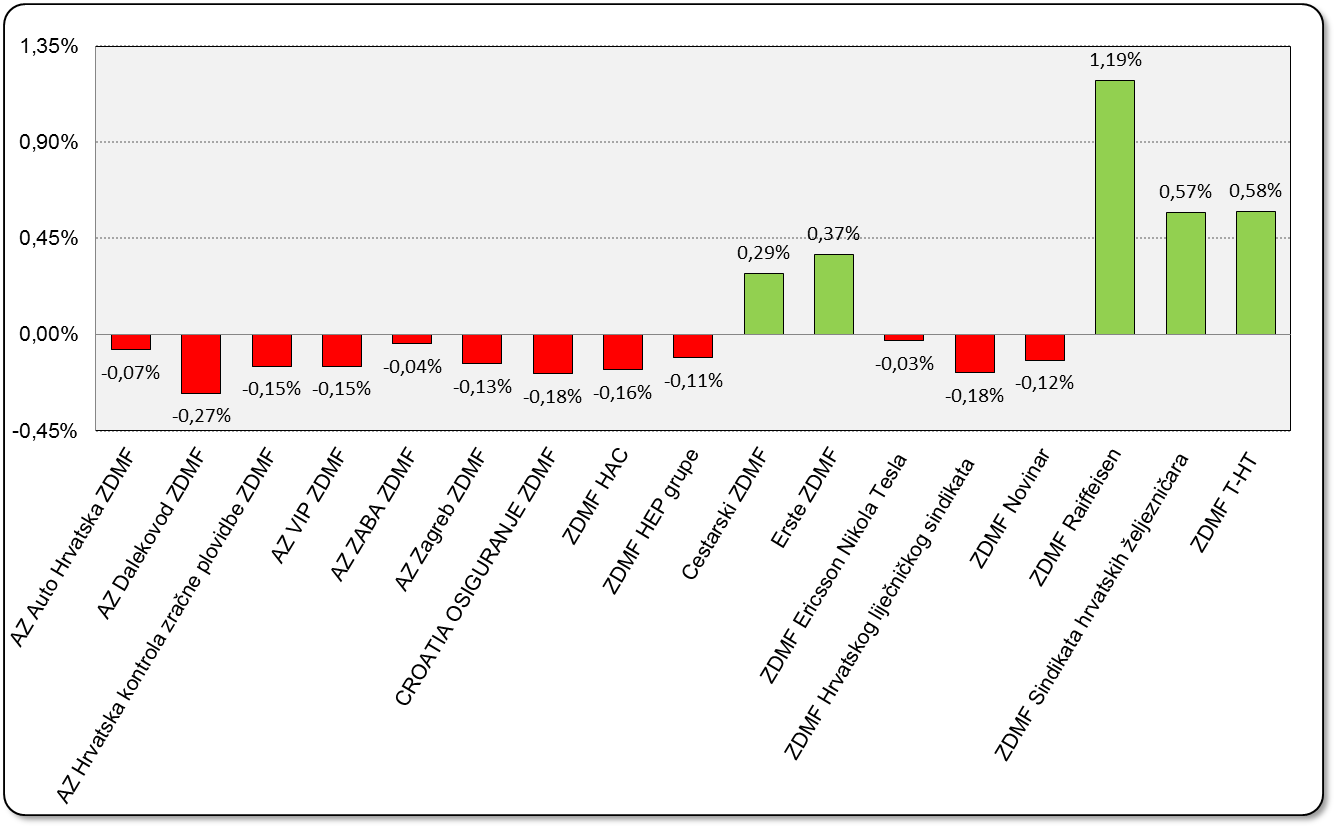 1,35%
0,90%
0,45%
0,00%
-0,45%
-0,07%
-0,27%
-0,15%
-0,15%
-0,04%
-0,13%
-0,18%
-0,16%
-0,11%
0,29%
0,37%
-0,03%
-0,18%
-0,12%
1,19%
0,57%
0,58%
AZ Auto Hrvatska ZDMF
AZ Dalekovod ZDMF
AZ Hrvatska kontrola zračne plovidbe ZDMF
AZ VIP ZDMF
AZ ZABA ZDMF
AZ Zagreb ZDMF
CROATIA OSIGURANJE ZDMF
ZDMF HAC
ZDMF HEP grupe
Cestarski ZDMF
Erste ZDMF
ZDMF Ericsson Nikola Tesla
ZDMF Hrvatskog liječničkog sindikata
ZDMF Novinar
ZDMF Raiffeisen
ZDMF Sindikata hrvatskih željezničara
ZDMF T-HT